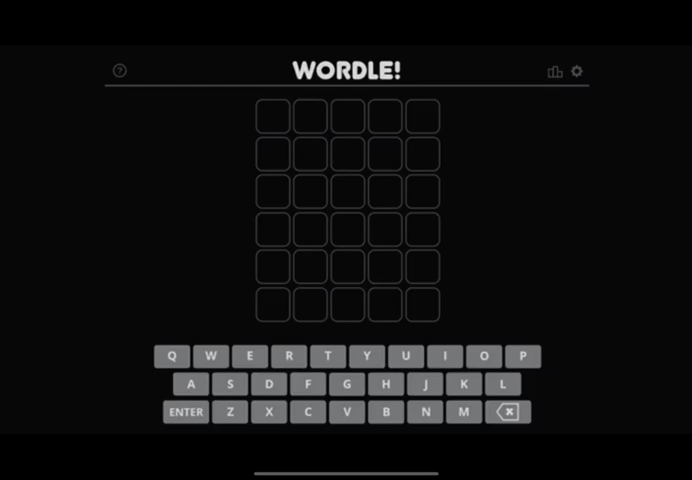 ?
WORDLE!
Q W E R T Y U I O P
A S D F G H J K L
ENTER Z X C V B N M